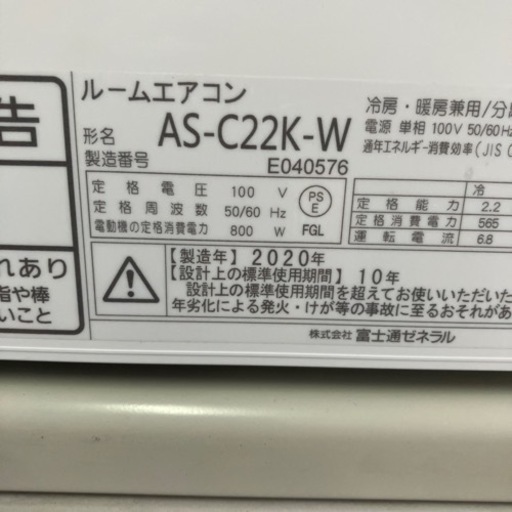 告
れあり
指や棒
いこと
ルームエアコン
形名 AS-C22K-W
製造番号 E040576
冷房・暖房兼用/分
電源 単相 100V 50/60Hz
通年エネルギー消費効率(JIS C
定格電圧 100 V
定格周波数 50/60 Hz
電動機の定格消費電力 800 W
PS
E
FGL
冷
定格能力 2.2
定格消費電力 565
運転電流 6.8
【製造年】2020年
【設計上の標準使用期間】10年
設計上の標準使用期間を超えてお使いいただいた
年劣化による発火・けが等の事故に至るおそれがあ
株式会社 富士通ゼネラル